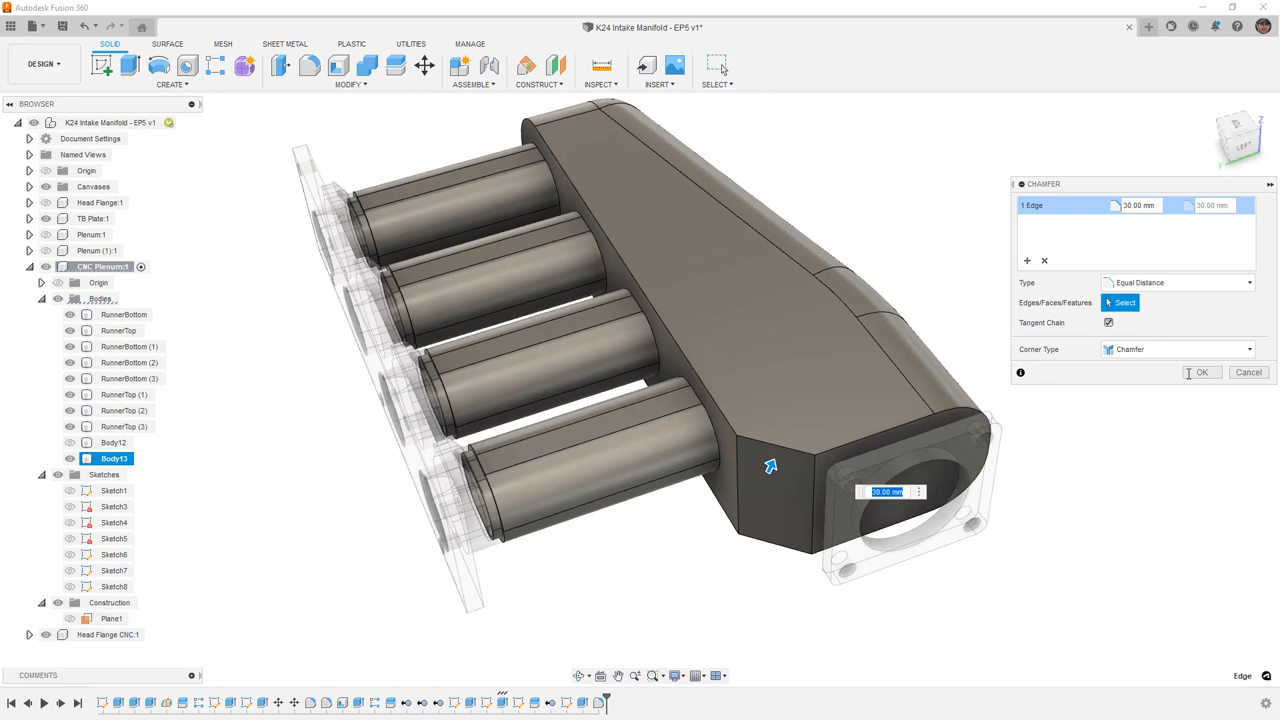 Autodesk Fusion 360
K24 Intake Manifold - EP5 v1*
DESIGN
SOLID SURFACE MESH SHEET METAL PLASTIC UTILITIES MANAGE
CREATE MODIFY ASSEMBLE CONSTRUCT INSPECT INSERT SELECT
BROWSER
K24 Intake Manifold - EP5 v1
Document Settings
Named Views
Origin
Canvases
Head Flange:1
TB Plate:1
Plenum:1
Plenum (1):1
CNC Plenum:1
Origin
Bodies
RunnerBottom
RunnerTop
RunnerBottom (1)
RunnerBottom (2)
RunnerBottom (3)
RunnerTop (1)
RunnerTop (2)
RunnerTop (3)
Body12
Body13
Sketches
Sketch1
Sketch3
Sketch4
Sketch5
Sketch6
Sketch7
Sketch8
Construction
Plane1
Head Flange CNC:1
COMMENTS
30.00 mm
Z
LEFT
CHAMFER
1 Edge 30.00 mm 30.00 mm
Type Equal Distance
Edges/Faces/Features Select
Tangent Chain
Corner Type Chamfer
OK Cancel
Edge